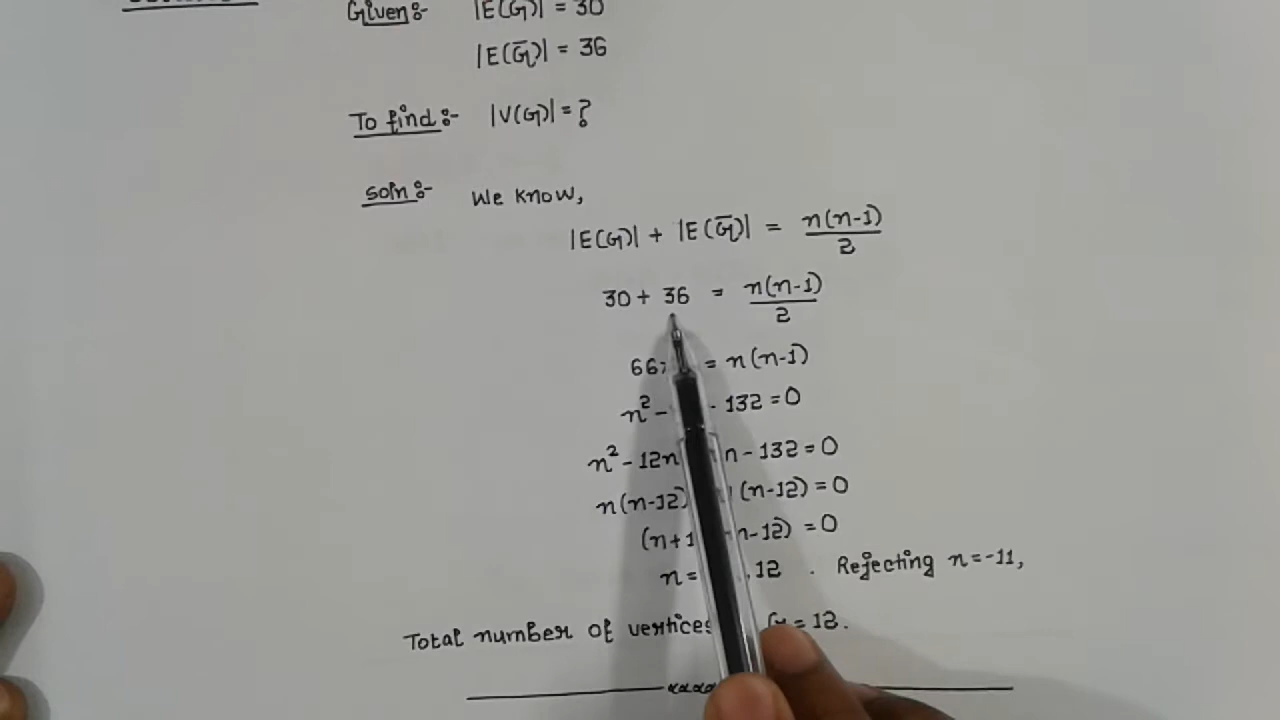 Given:- |E(G)| = 30
|E(G̅)| = 36
To find:- |V(G)| = ?
Soln:- We know,
|E(G)| + |E(G̅)| = n(n-1)/2
30 + 36 = n(n-1)/2
66 = n(n-1)
n² - - 132 = 0
n² - 12n n - 132 = 0
n(n-12) (n-12) = 0
(n+1 n-12) = 0
n= , 12 . Rejecting n = -11,
Total number of vertices G = 12.